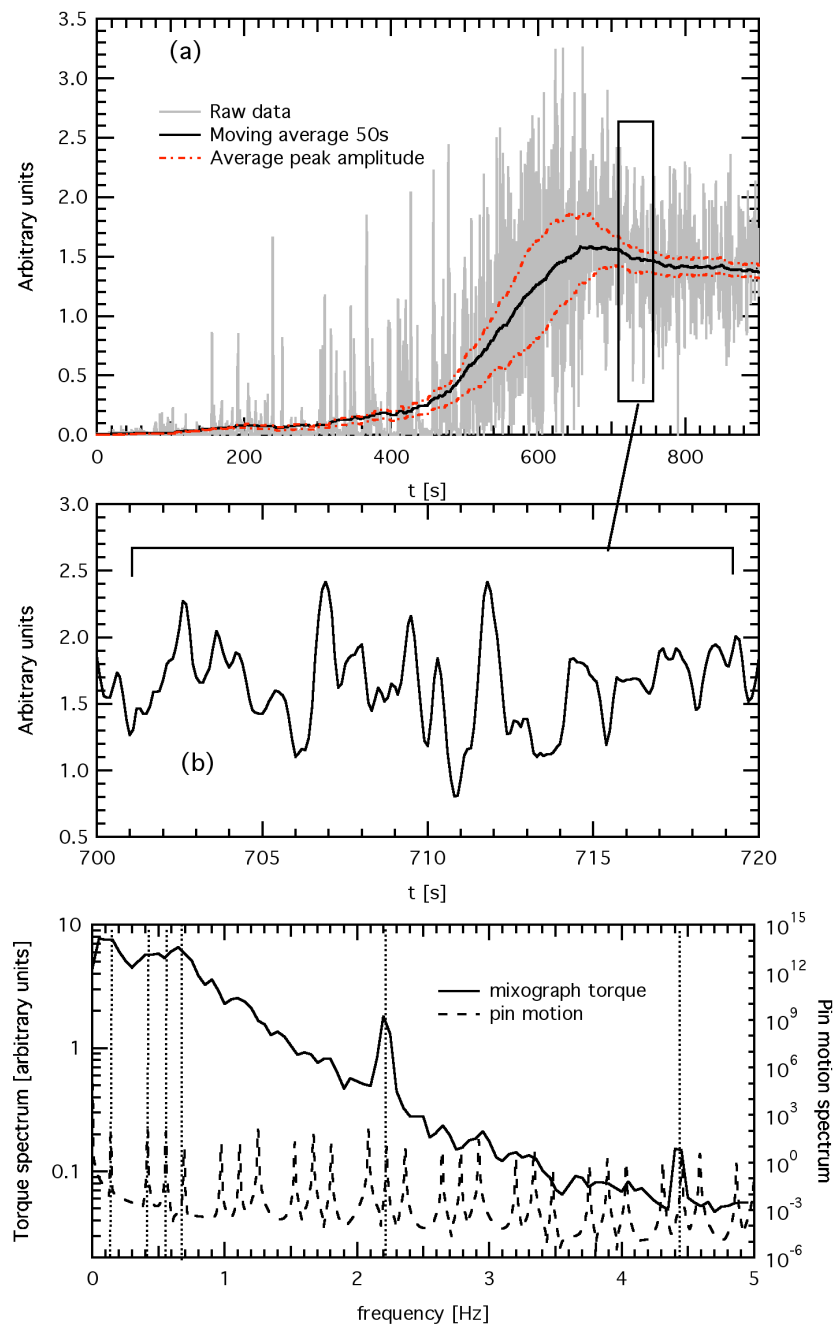 3.5
3.0
2.5
2.0
1.5
1.0
0.5
0.0
Arbitrary units
(a)
Raw data
Moving average 50s
Average peak amplitude
0 200 400 600 800
t [s]
3.0
2.5
2.0
1.5
1.0
0.5
Arbitrary units
(b)
700 705 710 715 720
t [s]
10
1
0.1
Torque spectrum [arbitrary units]
mixograph torque
pin motion
10^15
10^12
10^9
10^6
10^3
10^0
10^-3
10^-6
Pin motion spectrum
0 1 2 3 4 5
frequency [Hz]